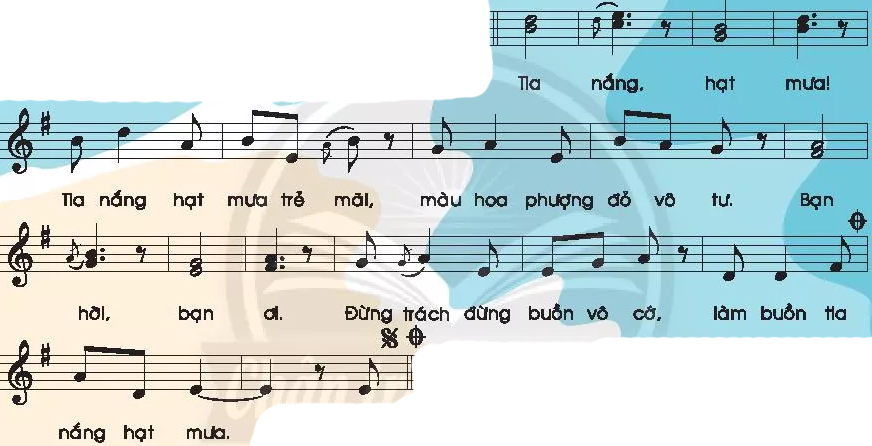 Tia nắng, hạt mưa!
Tia nắng hạt mưa trẻ mãi, màu hoa phượng đỏ vô tư. Bạn
hỡi, bạn ơi. Đừng trách đừng buồn vô cớ, làm buồn tia
nắng hạt mưa.